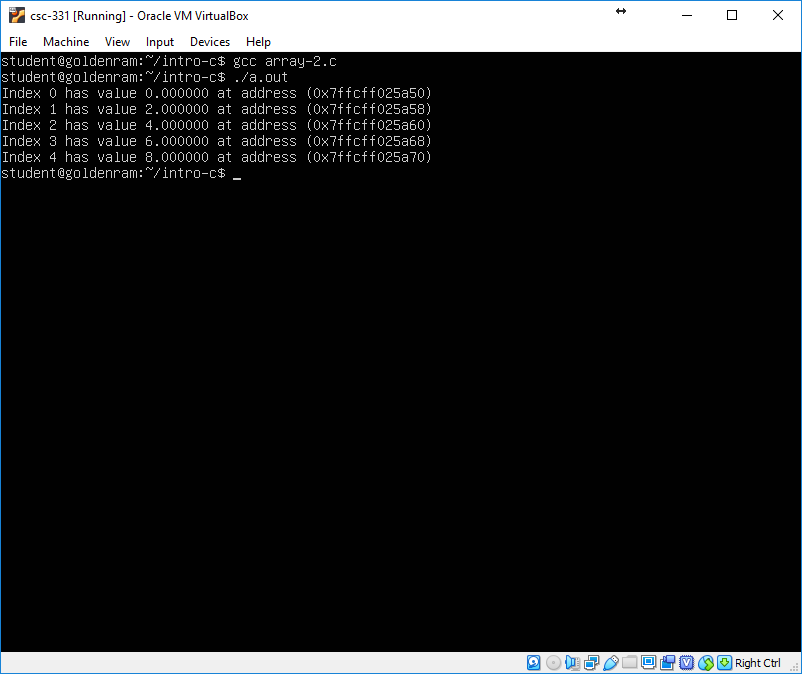 csc-331 [Running] - Oracle VM VirtualBox
File Machine View Input Devices Help
student@goldenram:~/intro-c$ gcc array-2.c
student@goldenram:~/intro-c$ ./a.out
Index 0 has value 0.000000 at address (0x7ffcff025a50)
Index 1 has value 2.000000 at address (0x7ffcff025a58)
Index 2 has value 4.000000 at address (0x7ffcff025a60)
Index 3 has value 6.000000 at address (0x7ffcff025a68)
Index 4 has value 8.000000 at address (0x7ffcff025a70)
student@goldenram:~/intro-c$ _
Right Ctrl